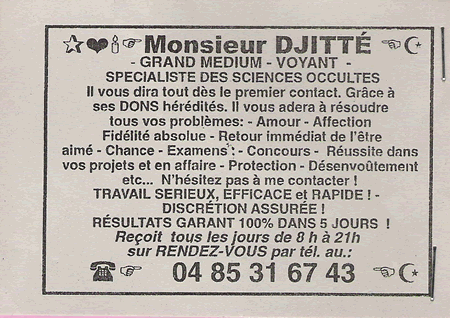 Monsieur DJITTÉ
- GRAND MEDIUM - VOYANT -
SPECIALISTE DES SCIENCES OCCULTES
Il vous dira tout dès le premier contact. Grâce à
ses DONS hérédités. Il vous adera à résoudre
tous vos problèmes: - Amour - Affection
Fidélité absolue - Retour immédiat de l'être
aimé - Chance - Examens : - Concours - Réussite dans
vos projets et en affaire - Protection - Désenvoûtement
etc... N'hésitez pas à me contacter !
TRAVAIL SERIEUX, EFFICACE et RAPIDE ! -
DISCRÉTION ASSURÉE !
RÉSULTATS GARANT 100% DANS 5 JOURS !
Reçoit tous les jours de 8 h à 21h
sur RENDEZ-VOUS par tél. au.:
04 85 31 67 43